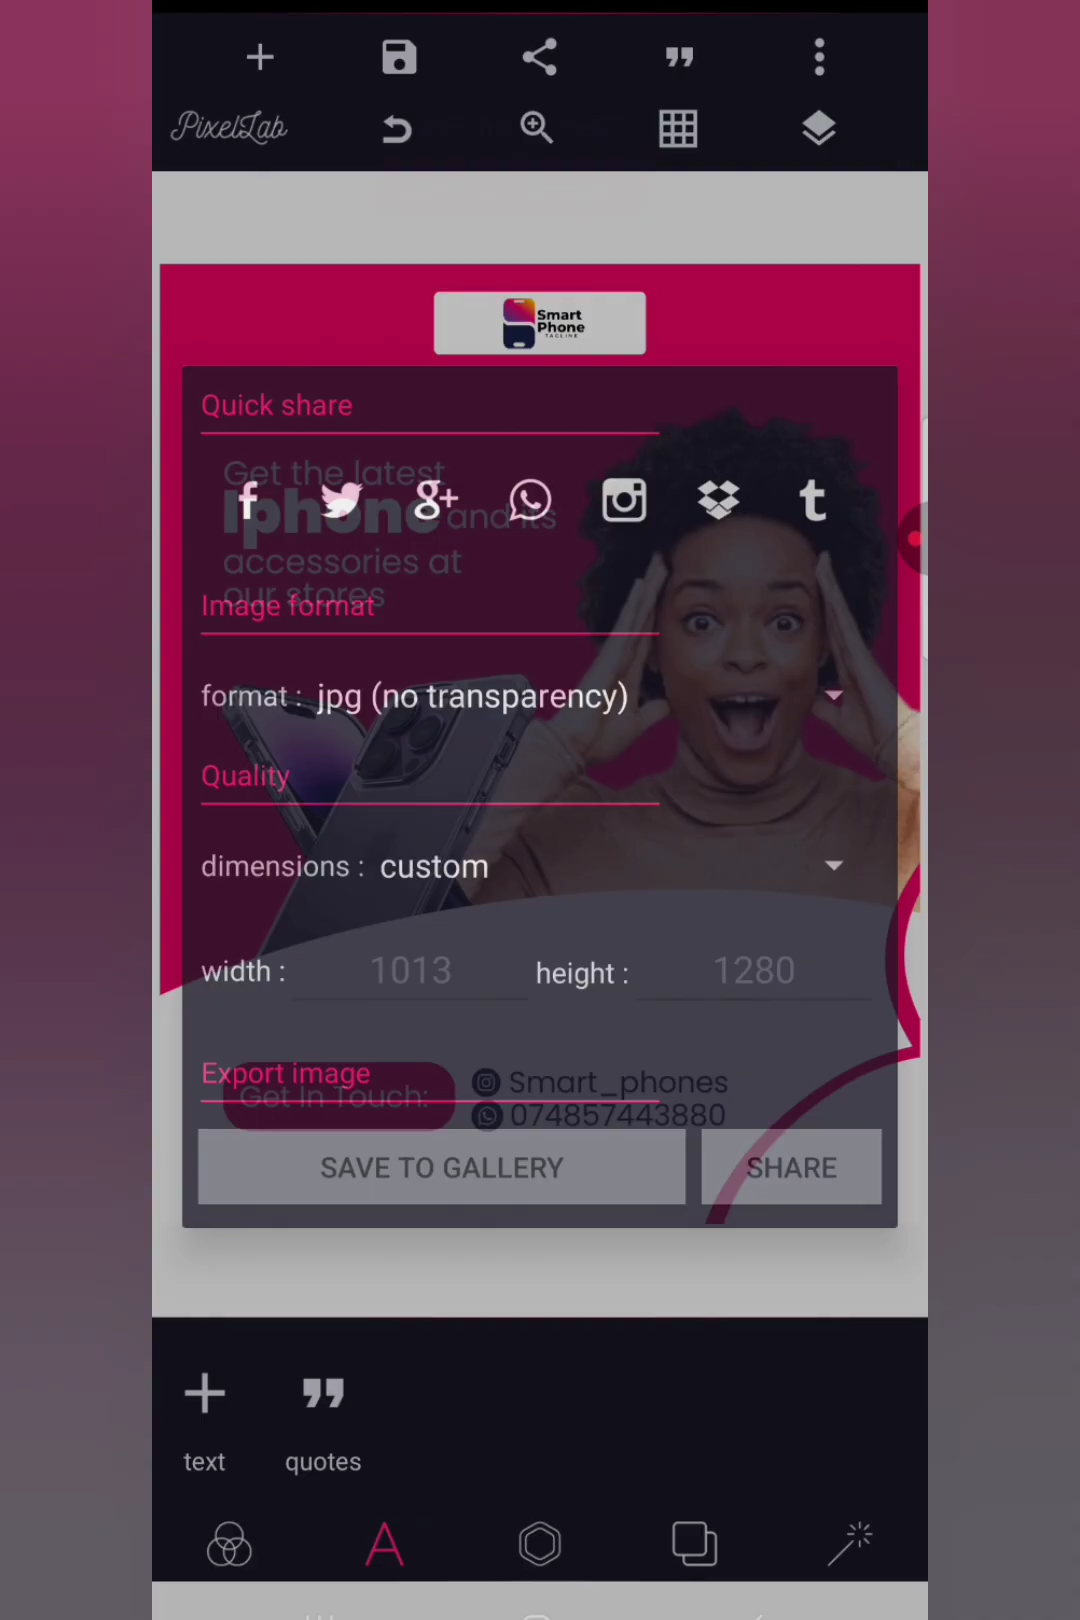 PixelLab
Smart
Phone
TAGLINE
Quick share
Get the latest
Iphone and its
accessories at
our stores
Image format
format : jpg (no transparency)
Quality
dimensions : custom
width : 1013 height : 1280
Export image
Get In Touch:
Smart_phones
074857443880
SAVE TO GALLERY SHARE
text quotes